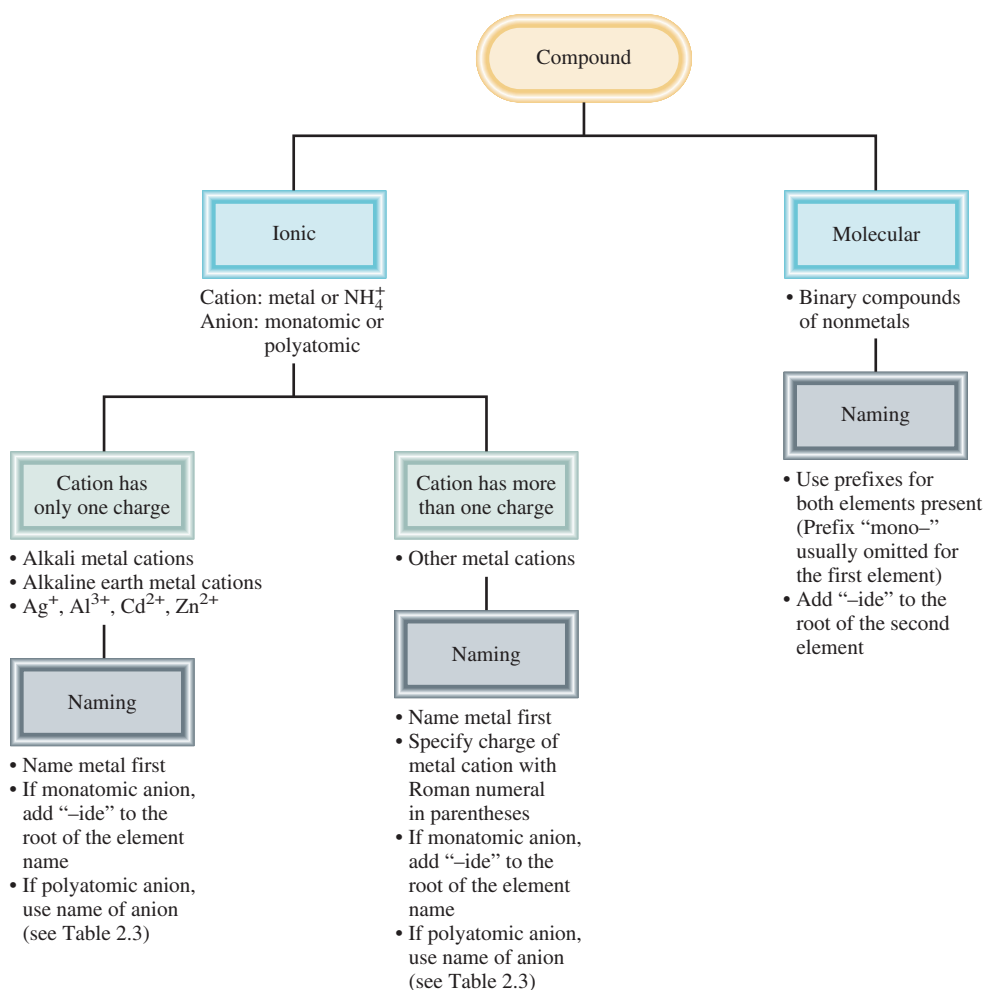 Compound
Ionic
Cation: metal or NH₄⁺
Anion: monatomic or
polyatomic
Cation has
only one charge
• Alkali metal cations
• Alkaline earth metal cations
• Ag⁺, Al³⁺, Cd²⁺, Zn²⁺
Naming
• Name metal first
• If monatomic anion,
add “–ide” to the
root of the element
name
• If polyatomic anion,
use name of anion
(see Table 2.3)
Cation has more
than one charge
• Other metal cations
Naming
• Name metal first
• Specify charge of
metal cation with
Roman numeral
in parentheses
• If monatomic anion,
add “–ide” to the
root of the element
name
• If polyatomic anion,
use name of anion
(see Table 2.3)
Molecular
• Binary compounds
of nonmetals
Naming
• Use prefixes for
both elements present
(Prefix “mono–”
usually omitted for
the first element)
• Add “–ide” to the
root of the second
element